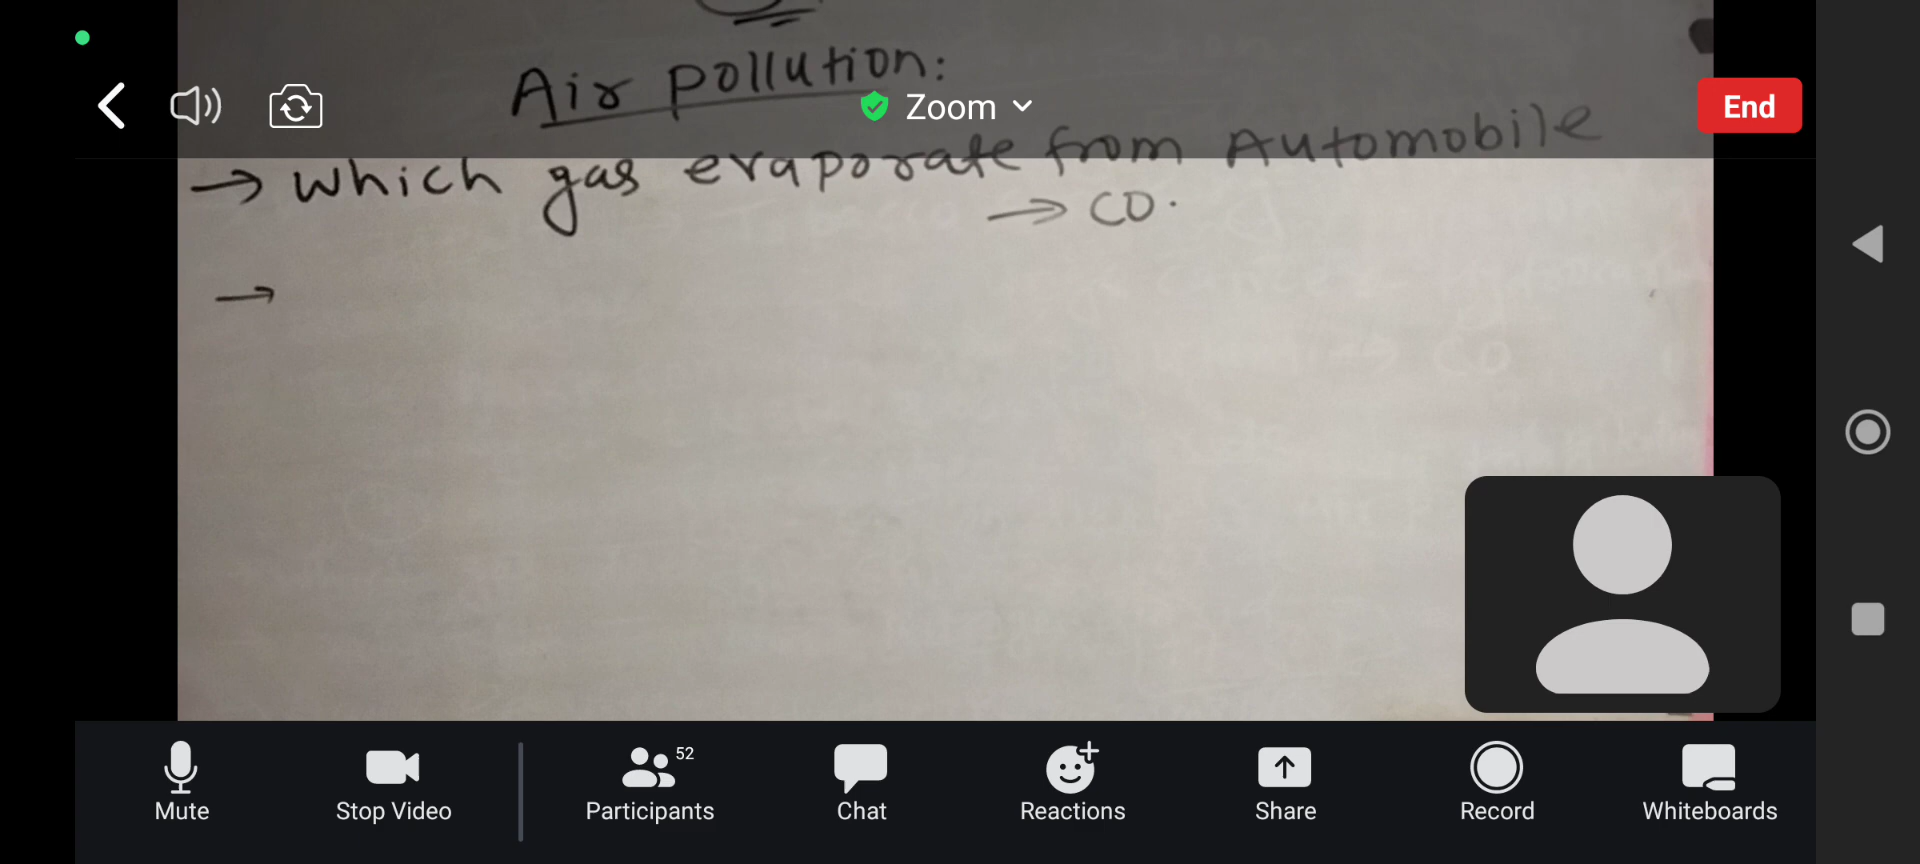 Air pollution:
Zoom
End
→ which gas evaporate from Automobile
→ CO.
→
52
Mute
Stop Video
Participants
Chat
Reactions
Share
Record
Whiteboards